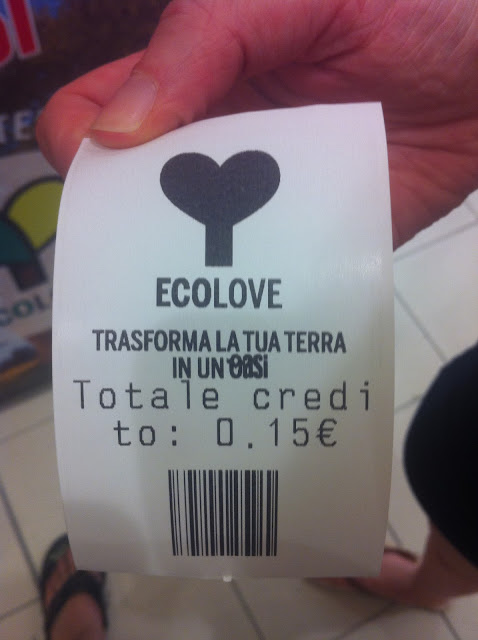 ECOLOVE
TRASFORMA LA TUA TERRA
IN UN'oasi
Totale credi
to: 0.15€